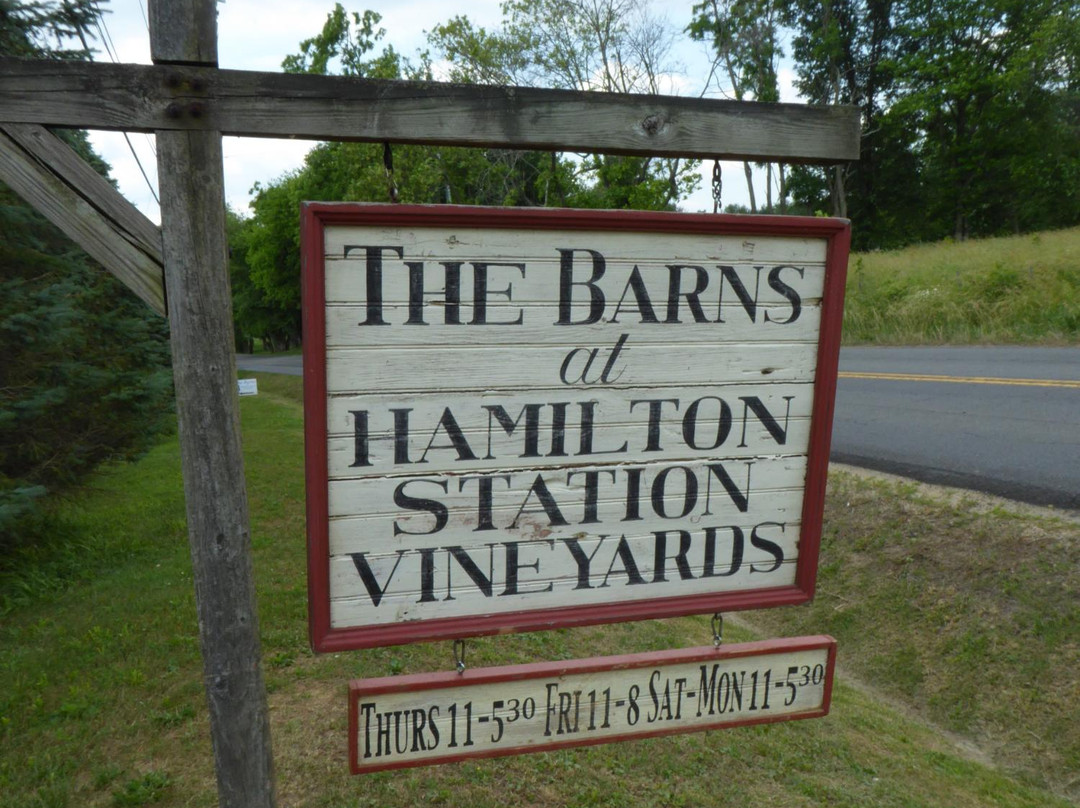 THE BARNS
at
HAMILTON
STATION
VINEYARDS
THURS 11-5³⁰ FRI 11-8 SAT-MON 11-5³⁰